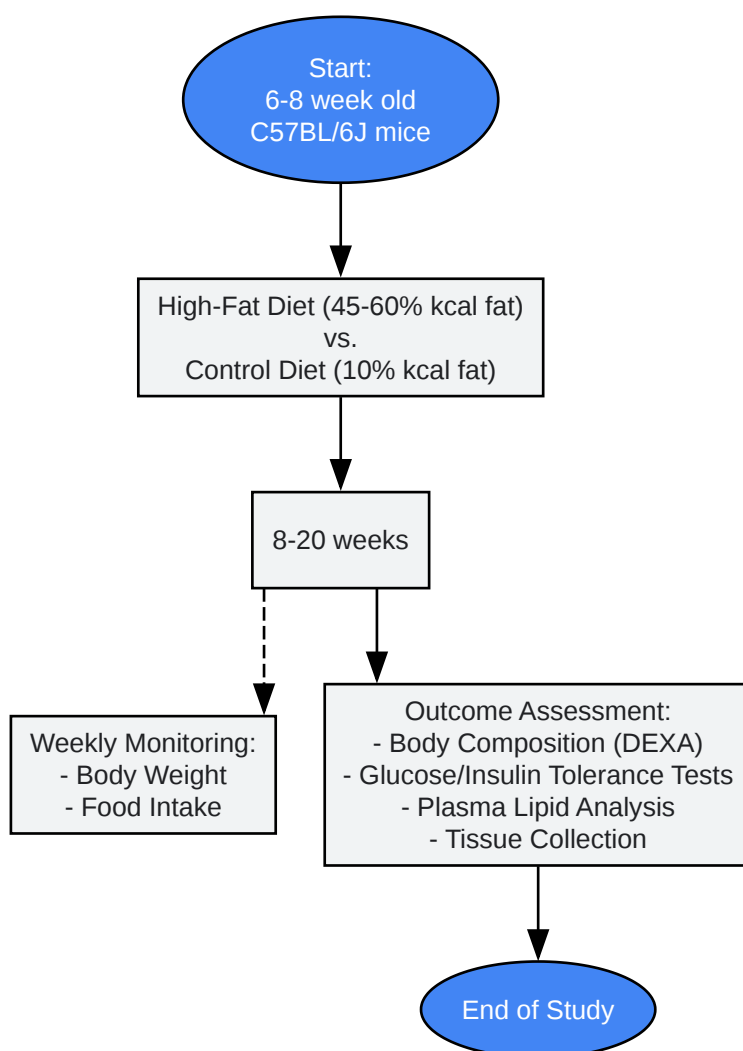 Start:
6-8 week old
C57BL/6J mice
High-Fat Diet (45-60% kcal fat)
vs.
Control Diet (10% kcal fat)
8-20 weeks
Weekly Monitoring:
- Body Weight
- Food Intake
Outcome Assessment:
- Body Composition (DEXA)
- Glucose/Insulin Tolerance Tests
- Plasma Lipid Analysis
- Tissue Collection
End of Study